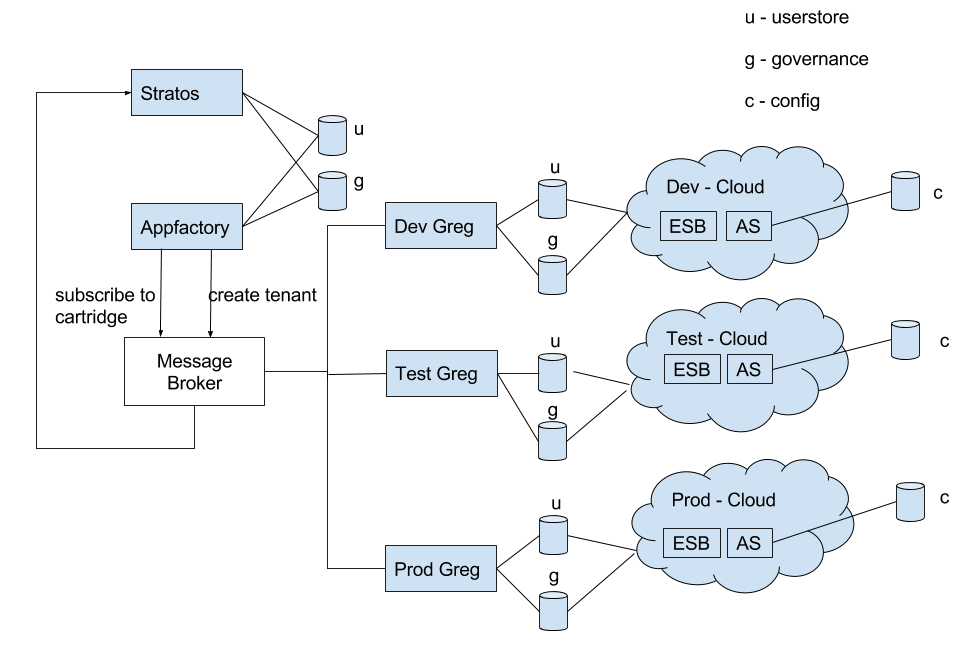 u - userstore
g - governance
c - config
Stratos
u
g
Appfactory
subscribe to
cartridge
create tenant
Message
Broker
Dev Greg
u
g
Dev - Cloud
ESB
AS
c
Test Greg
u
g
Test - Cloud
ESB
AS
c
Prod Greg
u
g
Prod - Cloud
ESB
AS
c